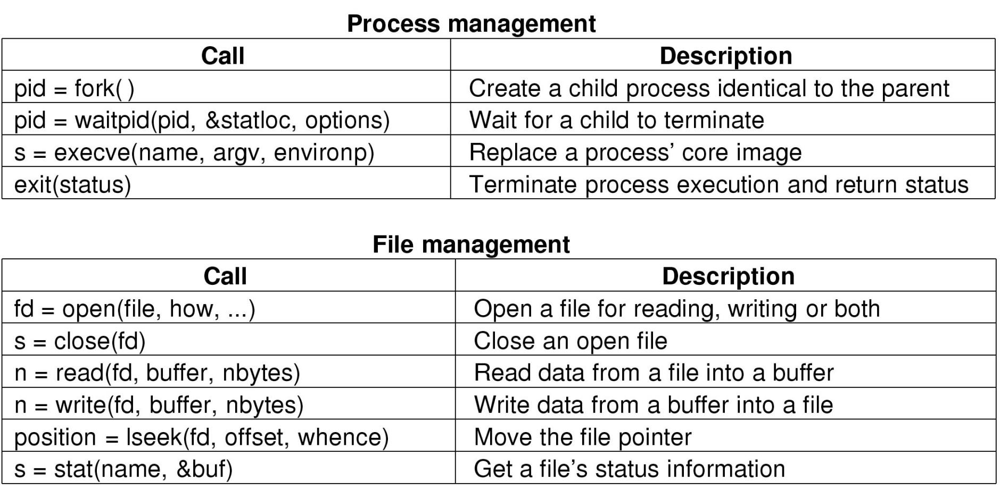 Process management
Call Description
pid = fork( ) Create a child process identical to the parent
pid = waitpid(pid, &statloc, options) Wait for a child to terminate
s = execve(name, argv, environp) Replace a process’ core image
exit(status) Terminate process execution and return status
File management
Call Description
fd = open(file, how, ...) Open a file for reading, writing or both
s = close(fd) Close an open file
n = read(fd, buffer, nbytes) Read data from a file into a buffer
n = write(fd, buffer, nbytes) Write data from a buffer into a file
position = lseek(fd, offset, whence) Move the file pointer
s = stat(name, &buf) Get a file’s status information